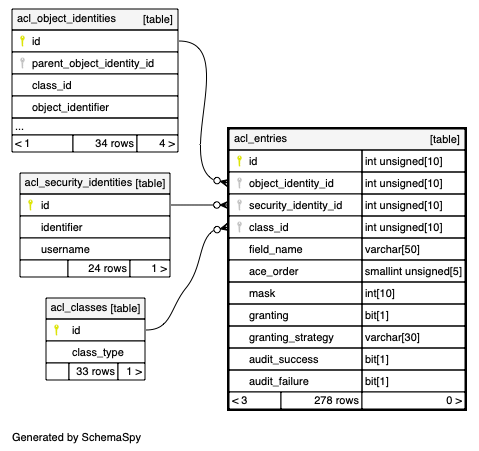 acl_object_identities [table]
id
parent_object_identity_id
class_id
object_identifier
...
< 1 34 rows 4 >
acl_security_identities [table]
id
identifier
username
24 rows 1 >
acl_classes [table]
id
class_type
33 rows 1 >
acl_entries [table]
id int unsigned[10]
object_identity_id int unsigned[10]
security_identity_id int unsigned[10]
class_id int unsigned[10]
field_name varchar[50]
ace_order smallint unsigned[5]
mask int[10]
granting bit[1]
granting_strategy varchar[30]
audit_success bit[1]
audit_failure bit[1]
< 3 278 rows 0 >
Generated by SchemaSpy